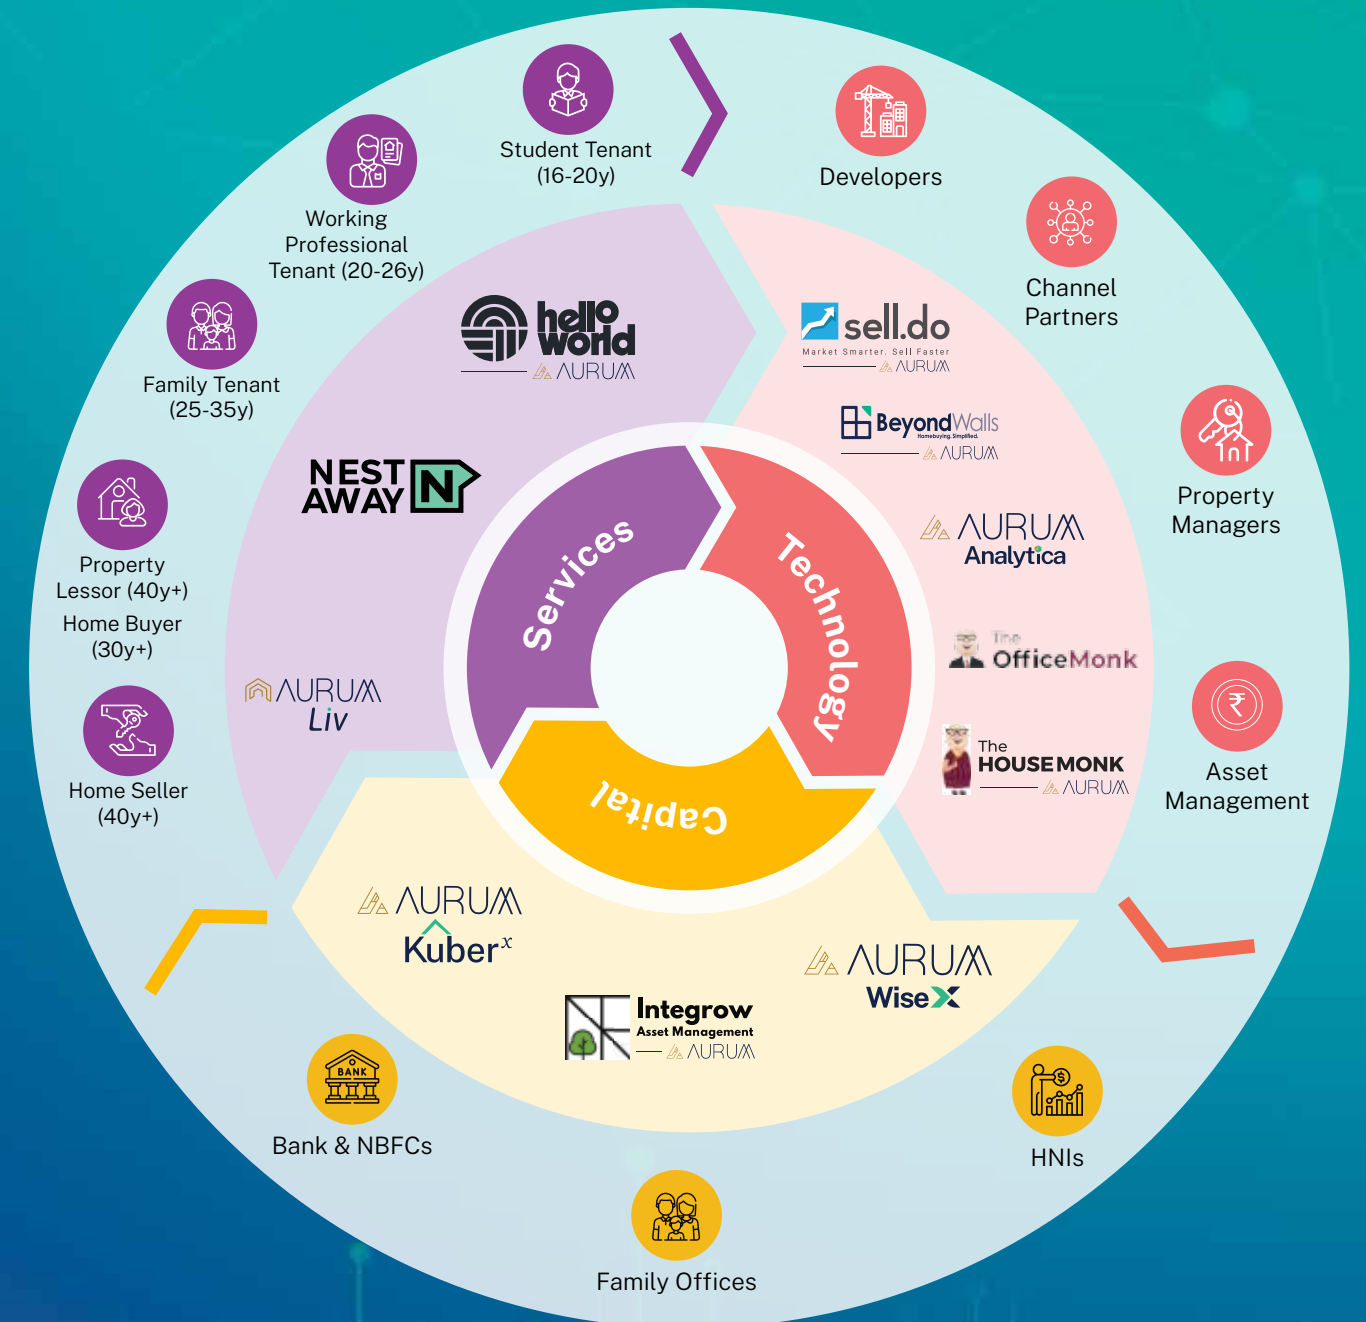 Student Tenant
(16-20y)
Working
Professional
Tenant (20-26y)
Family Tenant
(25-35y)
Property
Lessor (40y+)
Home Buyer
(30y+)
Home Seller
(40y+)
Developers
Channel
Partners
Property
Managers
₹
Asset
Management
hello
world
AURUM
NEST
AWAY N
AURUM
Liv
sell.do
Market Smarter. Sell Faster
AURUM
BeyondWalls
Homebuying. Simplified.
AURUM
AURUM
Analytica
The
OfficeMonk
The
HOUSE MONK
AURUM
Services
Technology
Capital
AURUM
Kuber x
Integrow
Asset Management
AURUM
AURUM
WiseX
BANK
Bank & NBFCs
Family Offices
$
HNIs